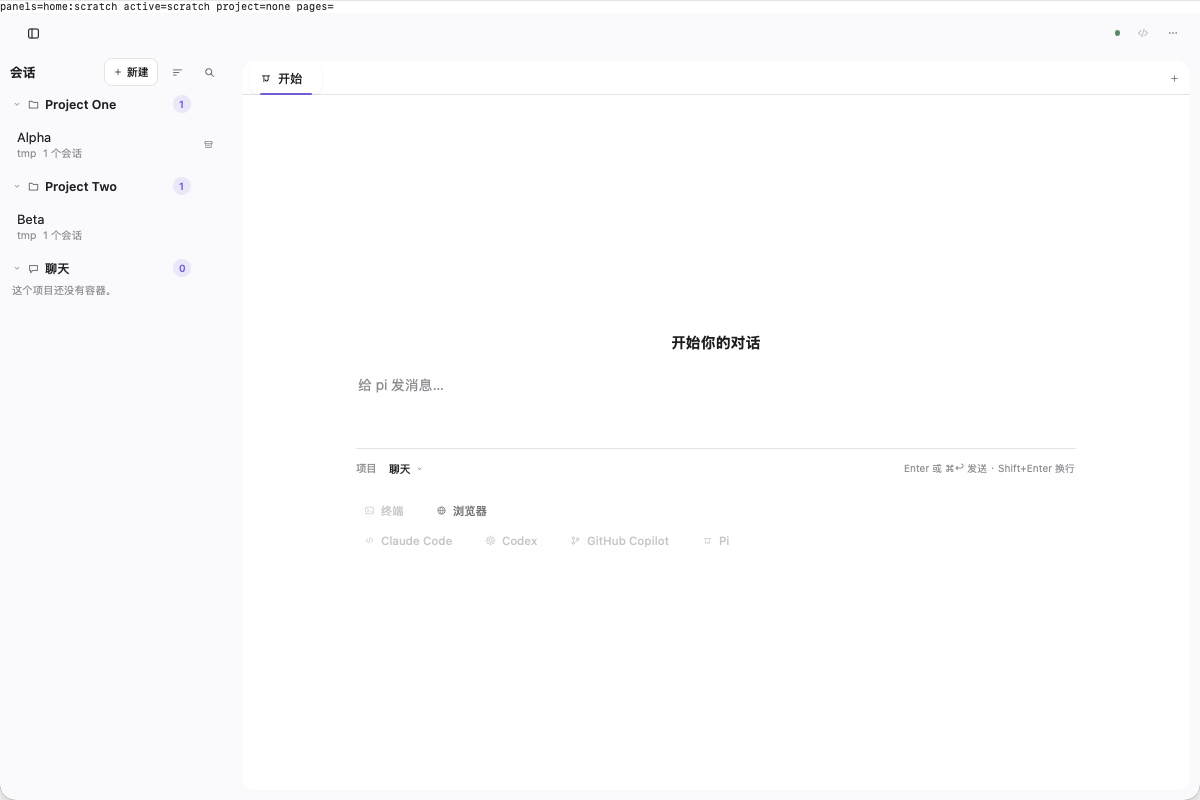 panels=home:scratch active=scratch project=none pages=
会话
+ 新建
Project One 1
Alpha
tmp 1 个会话
Project Two 1
Beta
tmp 1 个会话
聊天 0
这个项目还没有容器。
开始
开始你的对话
给 pi 发消息...
项目 聊天
Enter 或 ⌘↩ 发送 · Shift+Enter 换行
终端 浏览器
Claude Code Codex GitHub Copilot Pi